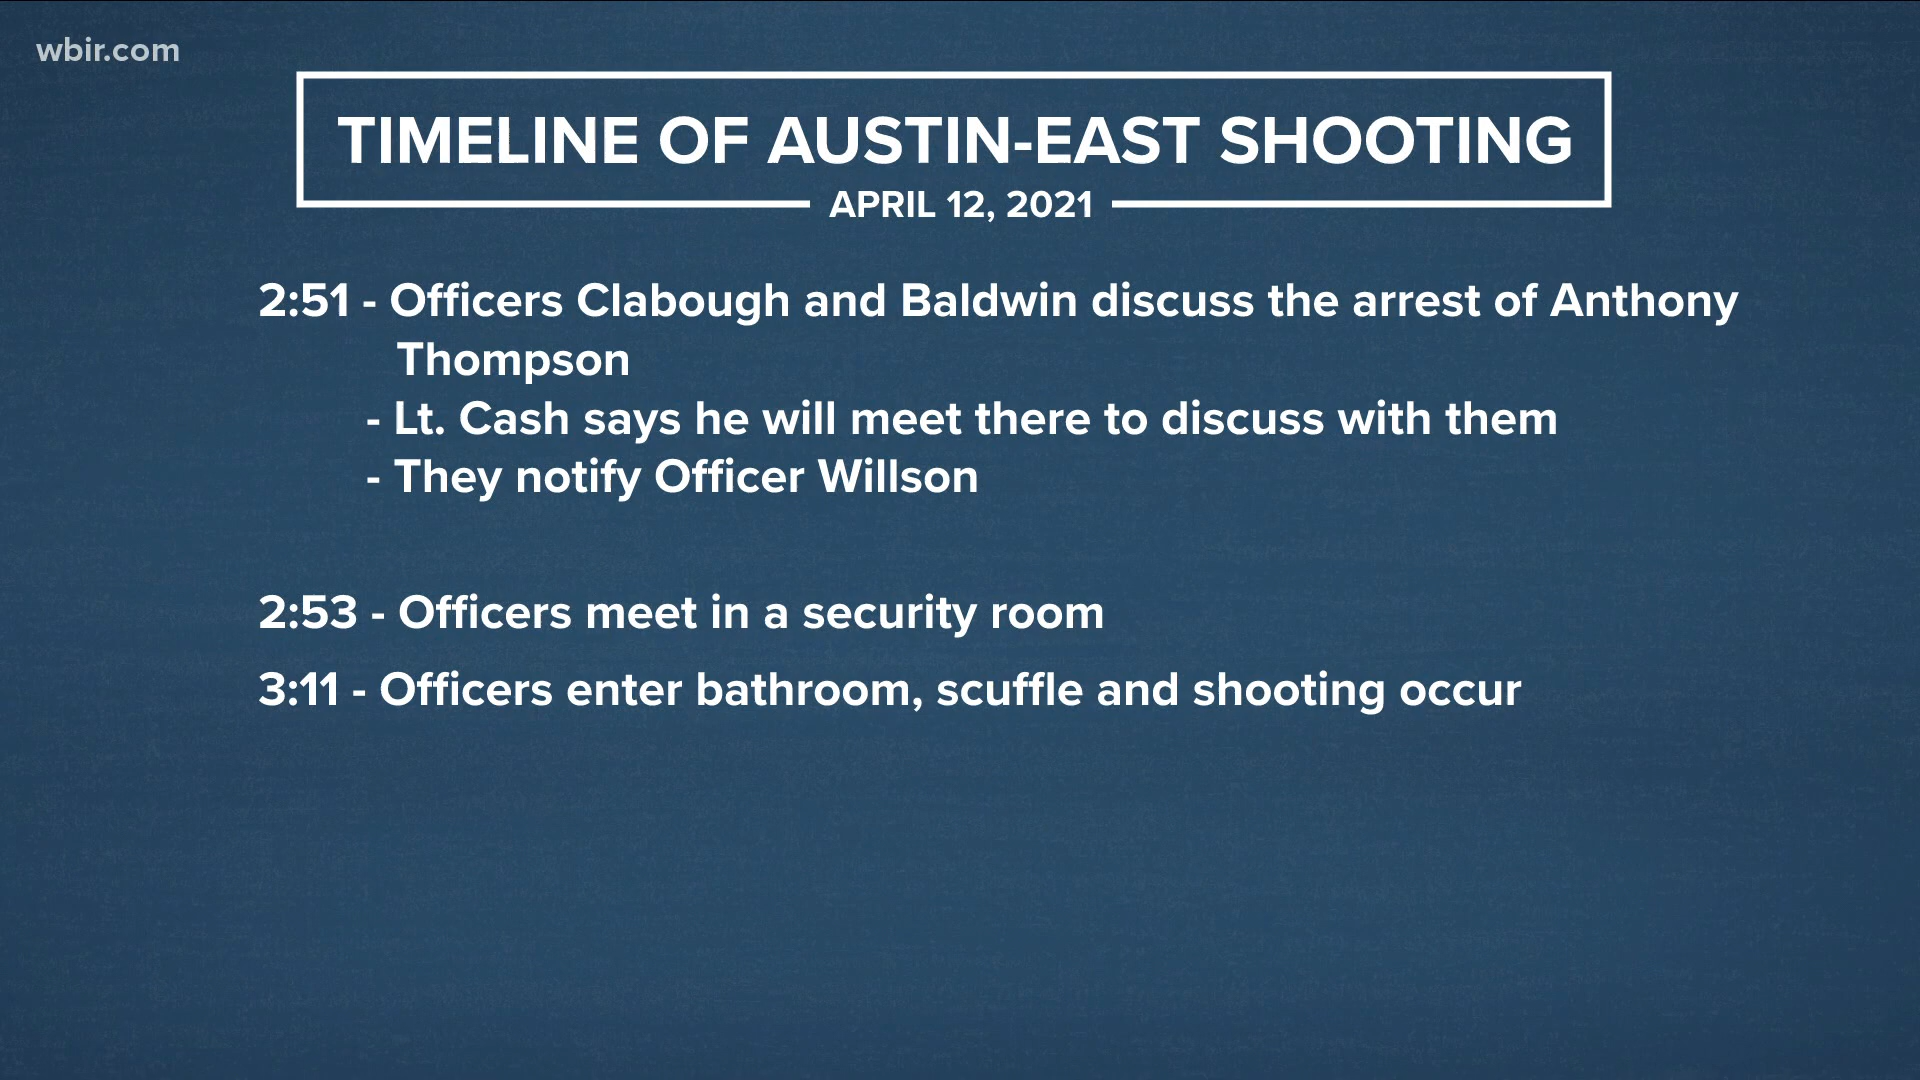 wbir.com
TIMELINE OF AUSTIN-EAST SHOOTING
APRIL 12, 2021
2:51 - Officers Clabough and Baldwin discuss the arrest of Anthony
Thompson
- Lt. Cash says he will meet there to discuss with them
- They notify Officer Willson
2:53 - Officers meet in a security room
3:11 - Officers enter bathroom, scuffle and shooting occur